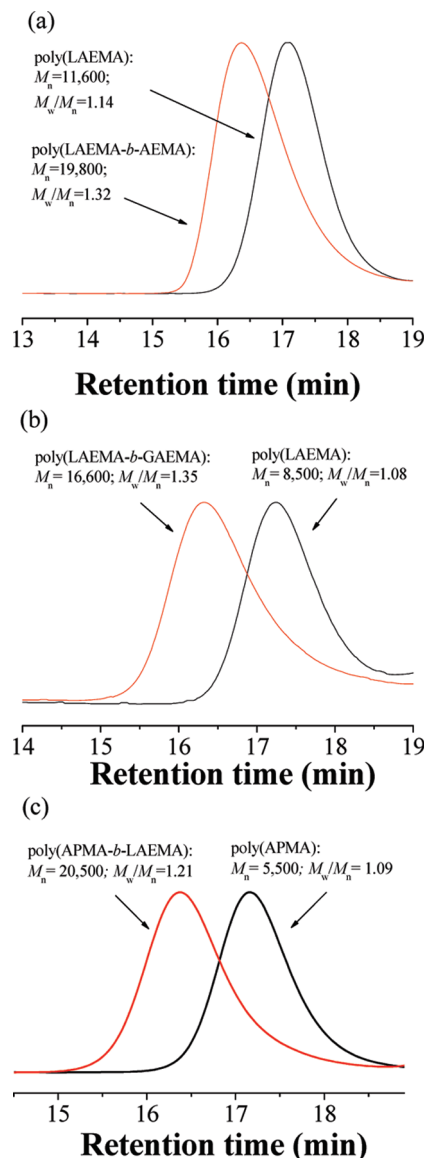 (a)
poly(LAEMA):
Mn=11,600;
Mw/Mn=1.14
poly(LAEMA-b-AEMA):
Mn=19,800;
Mw/Mn=1.32
13 14 15 16 17 18 19
Retention time (min)
(b)
poly(LAEMA-b-GAEMA):
Mn= 16,600; Mw/Mn=1.35
poly(LAEMA):
Mn= 8,500; Mw/Mn=1.08
14 15 16 17 18 19
Retention time (min)
(c)
poly(APMA-b-LAEMA):
Mn= 20,500; Mw/Mn=1.21
poly(APMA):
Mn= 5,500; Mw/Mn= 1.09
15 16 17 18
Retention time (min)